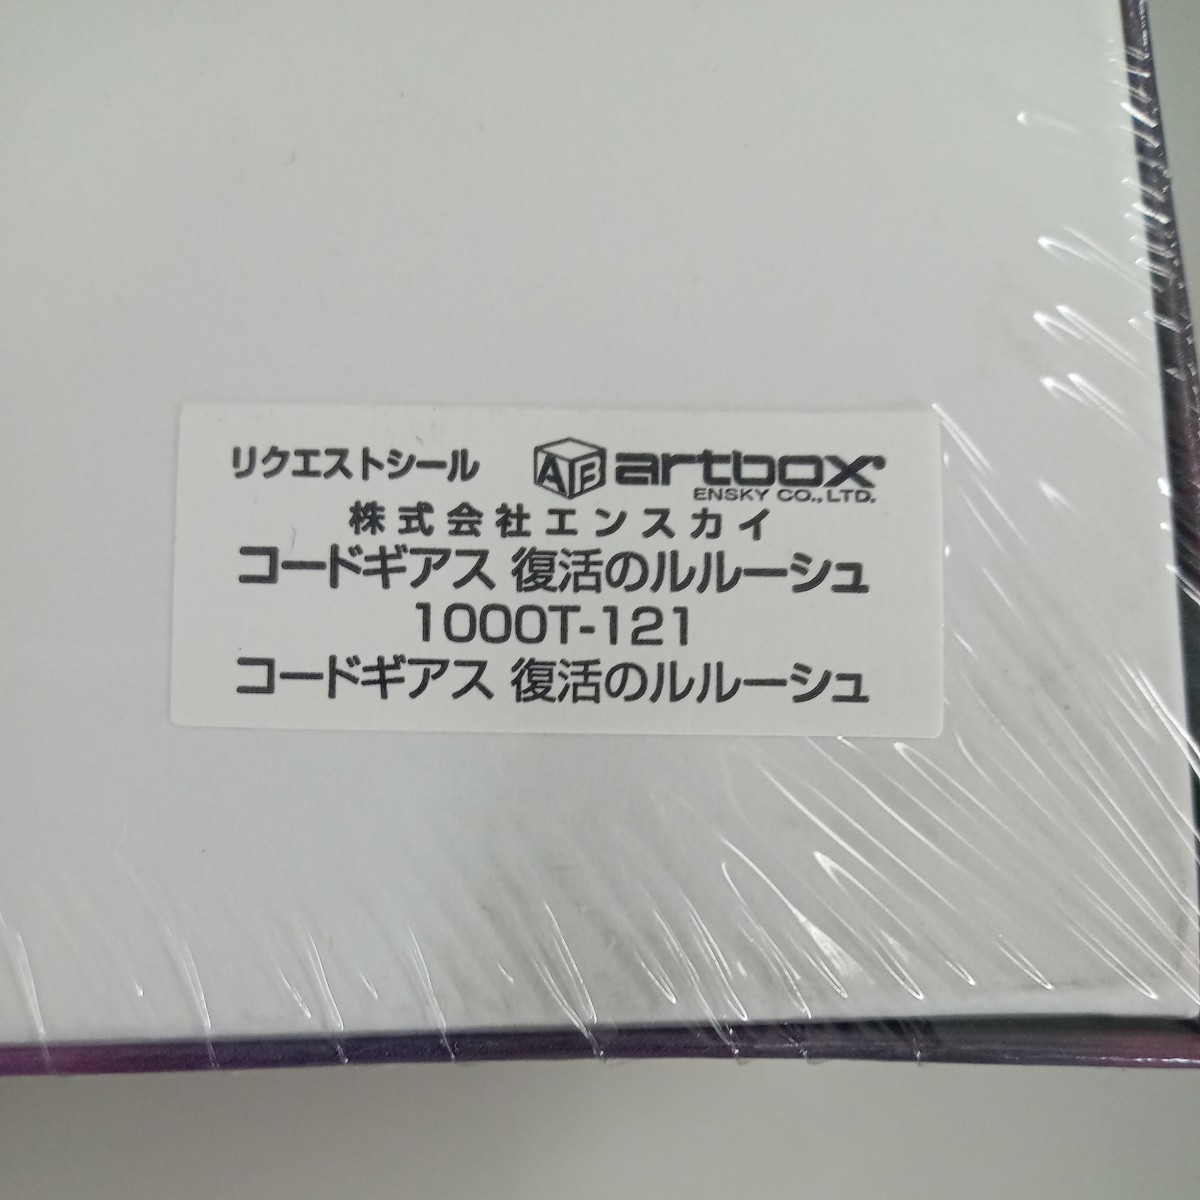 リクエストシール AB artbox
ENSKY CO.,LTD.
株式会社エンスカイ
コードギアス 復活のルルーシュ
1000T-121
コードギアス 復活のルルーシュ